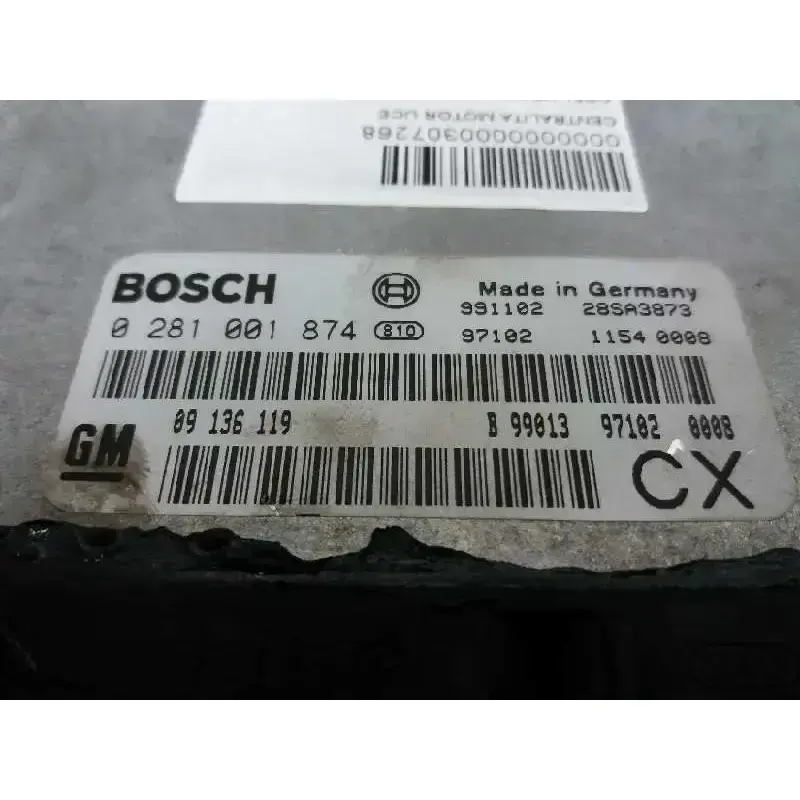 CENTRALITA MOTOR UCE
0000000000307268
BOSCH Made in Germany
991102 28SA3873
0 281 001 874 810 97102 1154 0008
GM 09 136 119 B 99013 97102 0008
CX